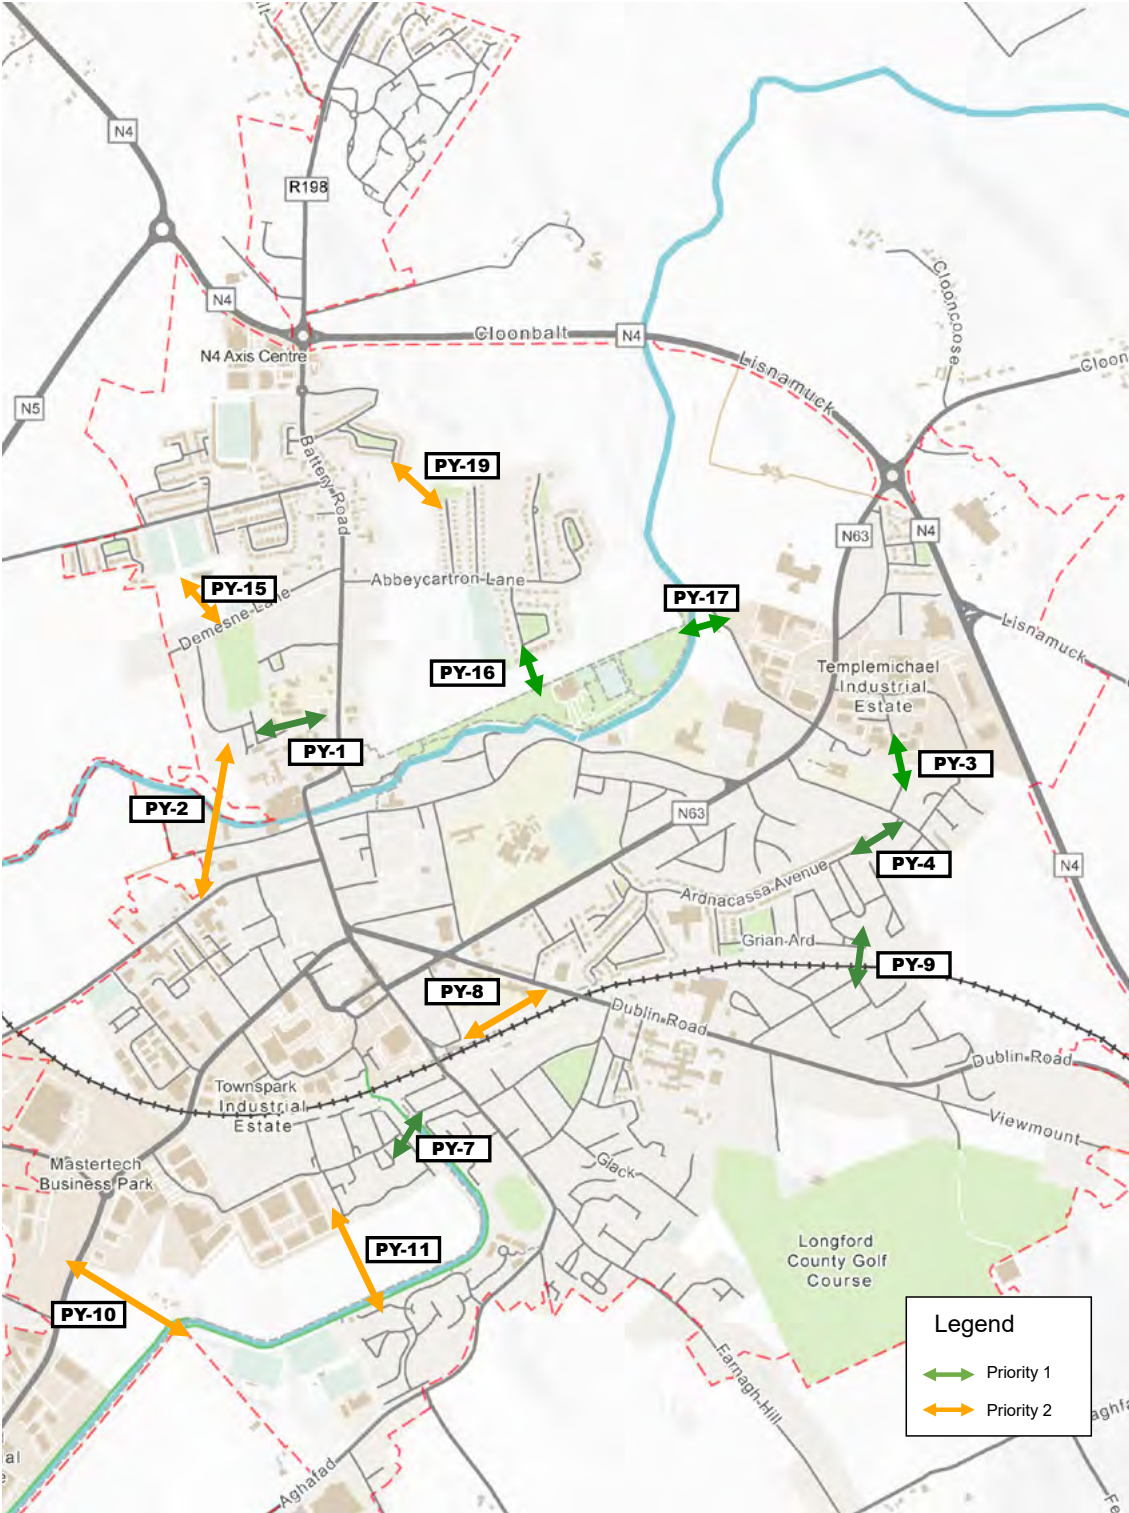 N4
R198
N4
Clooncoose
N4 Axis Centre
Cloonbalt
N4
Lisnamuck
Cloon
N5
Battery Road
PY-19
N63
N4
Abbeycartron Lane
PY-15
Demesne-Lane
PY-17
Lisnamuck
PY-16
Templemichael
Industrial
Estate
PY-1
PY-3
PY-2
N63
PY-4
N4
Ardnacassa Avenue
Grian-Ard
PY-9
PY-8
Dublin Road
Dublin Road
Townspark
Industrial
Estate
Viewmount
PY-7
Glack
Mastertech
Business Park
Longford
County Golf
Course
PY-11
PY-10
Legend
Priority 1
Priority 2
Farnagh-Hill
aghfa
al
Aghafad
Fe